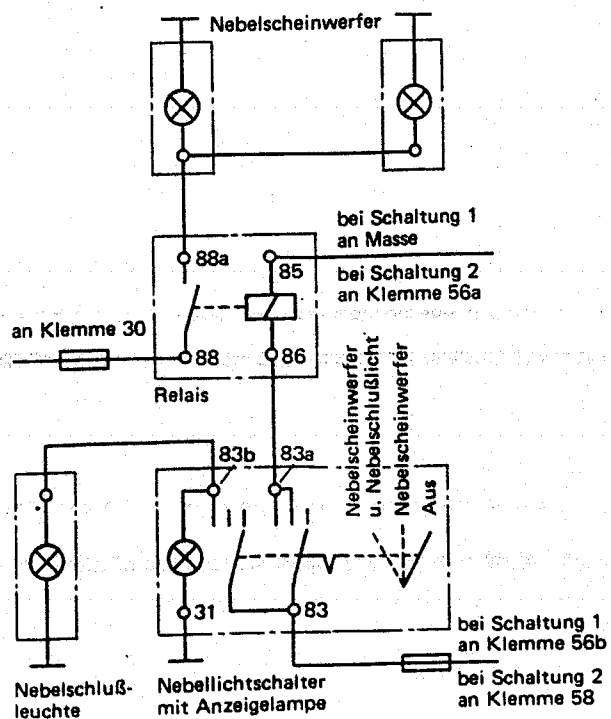 Nebelscheinwerfer
bei Schaltung 1
an Masse
88a
85
bei Schaltung 2
an Klemme 56a
an Klemme 30
88
86
Relais
Nebelscheinwerfer
u. Nebelschlußlicht
Nebelscheinwerfer
Aus
83b
83a
31
83
bei Schaltung 1
an Klemme 56b
bei Schaltung 2
an Klemme 58
Nebelschluß-
leuchte
Nebellichtschalter
mit Anzeigelampe